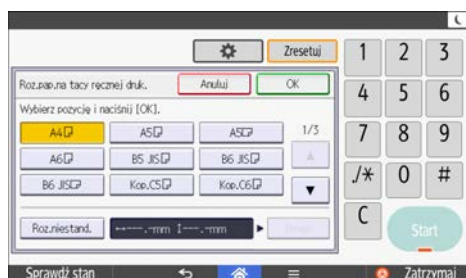 Zresetuj
Roz.pap.na tacy ręcznej druk. Anuluj OK
Wybierz pozycję i naciśnij [OK].
A4 A5 A5 1/3
A6 B5 JIS B6 JIS
B6 JIS Kop.C5 Kop.C6
Roz.niestand. ↔---.-mm ↕---.-mm
1 2 3
4 5 6
7 8 9
./* 0 #
C Start
Sprawdź stan Zatrzymaj